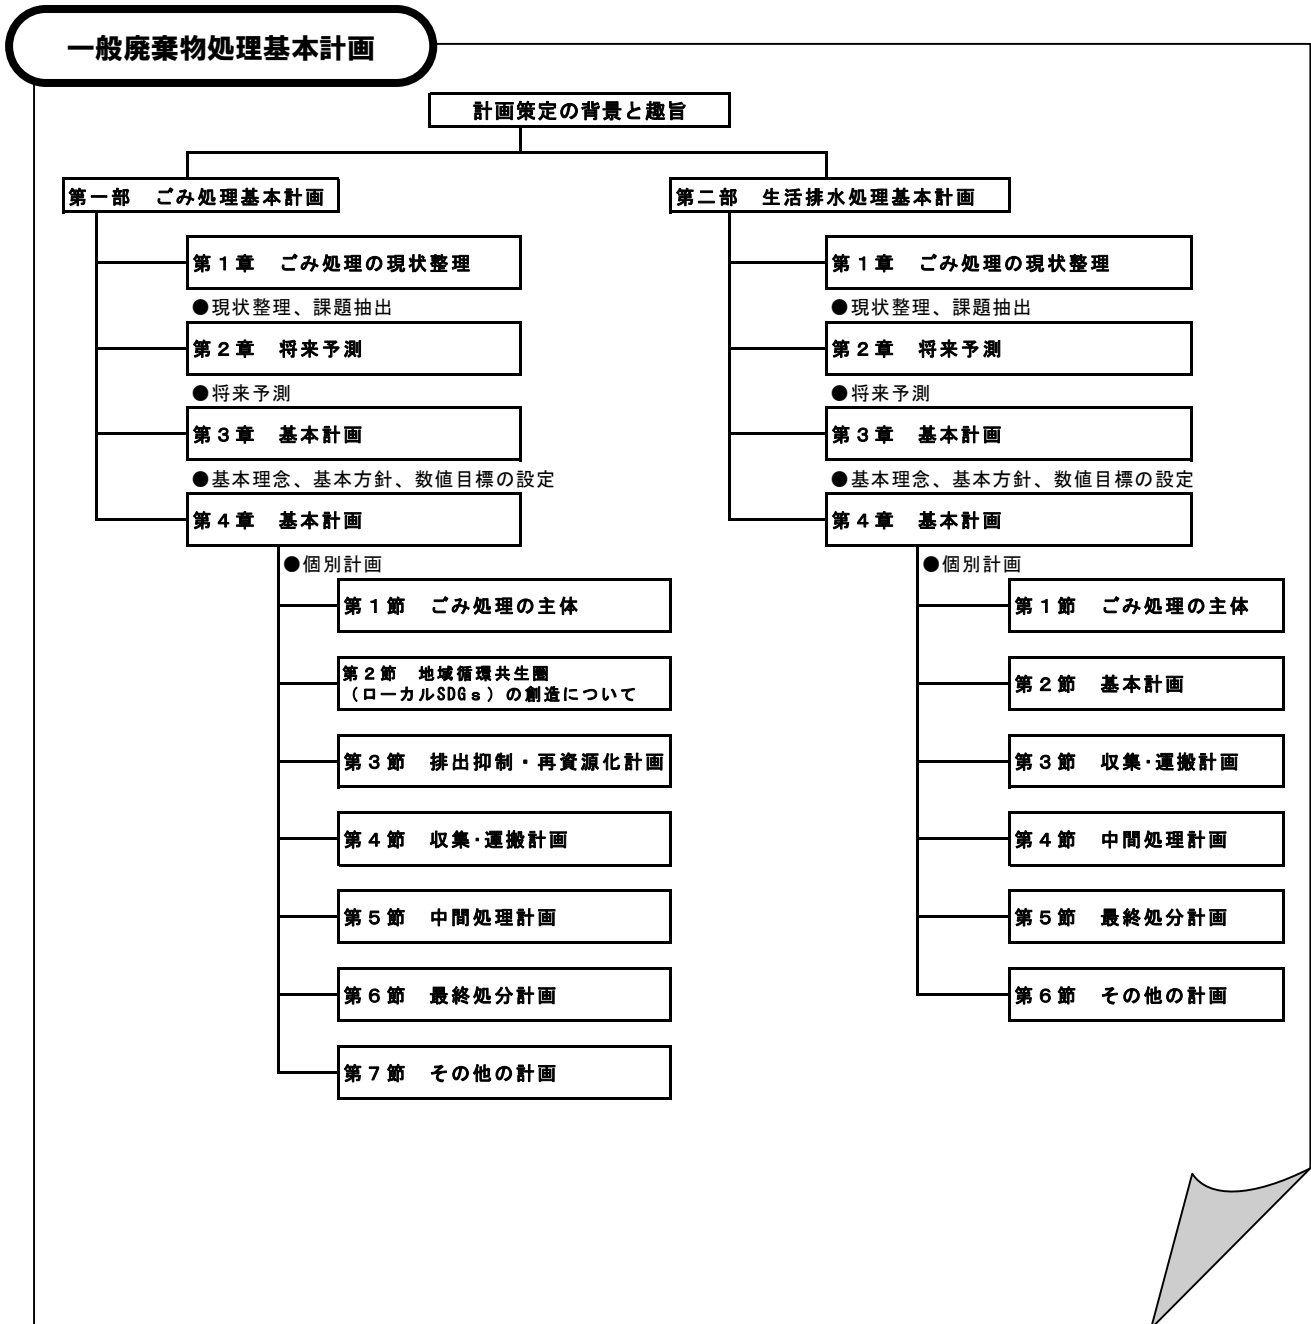 一般廃棄物処理基本計画
計画策定の背景と趣旨
第一部　ごみ処理基本計画
第１章　ごみ処理の現状整理
●現状整理、課題抽出
第２章　将来予測
●将来予測
第３章　基本計画
●基本理念、基本方針、数値目標の設定
第４章　基本計画
●個別計画
第１節　ごみ処理の主体
第２節　地域循環共生圏
（ローカルSDGｓ）の創造について
第３節　排出抑制・再資源化計画
第４節　収集･運搬計画
第５節　中間処理計画
第６節　最終処分計画
第７節　その他の計画
第二部　生活排水処理基本計画
第１章　ごみ処理の現状整理
●現状整理、課題抽出
第２章　将来予測
●将来予測
第３章　基本計画
●基本理念、基本方針、数値目標の設定
第４章　基本計画
●個別計画
第１節　ごみ処理の主体
第２節　基本計画
第３節　収集･運搬計画
第４節　中間処理計画
第５節　最終処分計画
第６節　その他の計画